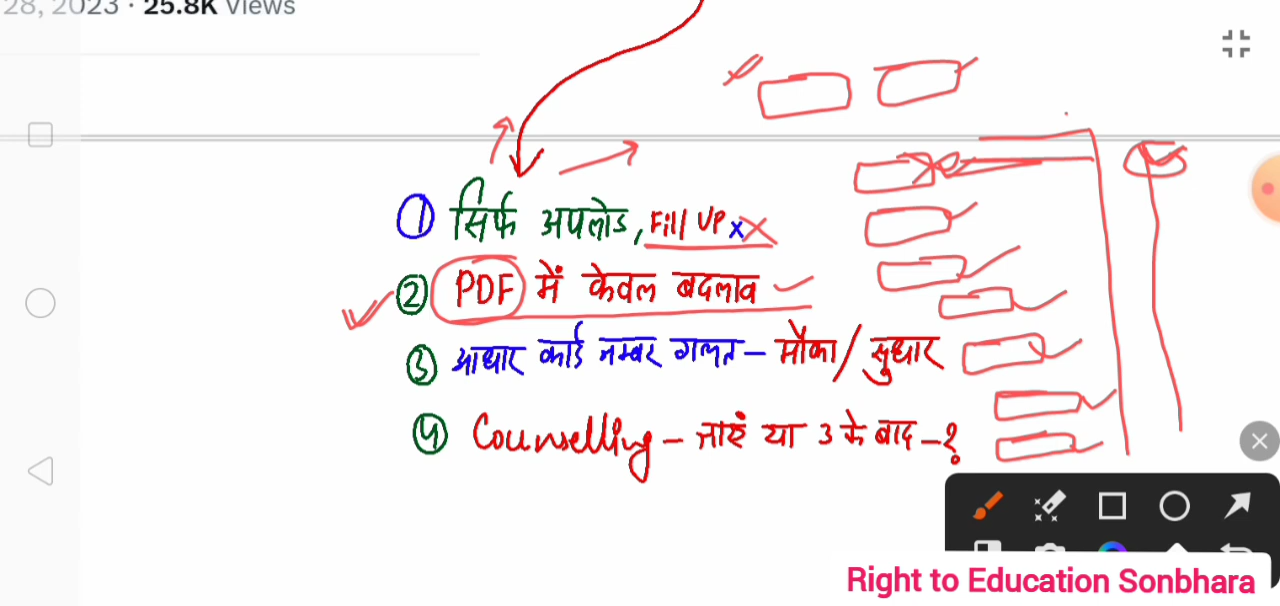 28, 2023 · 25.8K Views
① सिर्फ अपलोड, Fill UP xX
② PDF में केवल बदलाव
③ आधार कार्ड नम्बर गलत – मौका / सुधार
④ Counselling – जाएं या 3 के बाद – ?
Right to Education Sonbhara